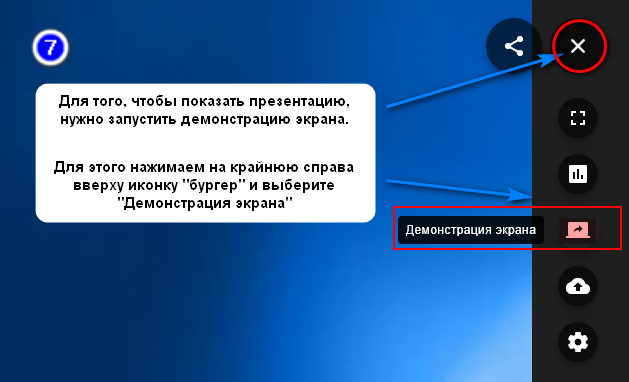 7
Для того, чтобы показать презентацию,
нужно запустить демонстрацию экрана.
Для этого нажимаем на крайнюю справа
вверху иконку "бургер" и выберите
"Демонстрация экрана"
Демонстрация экрана